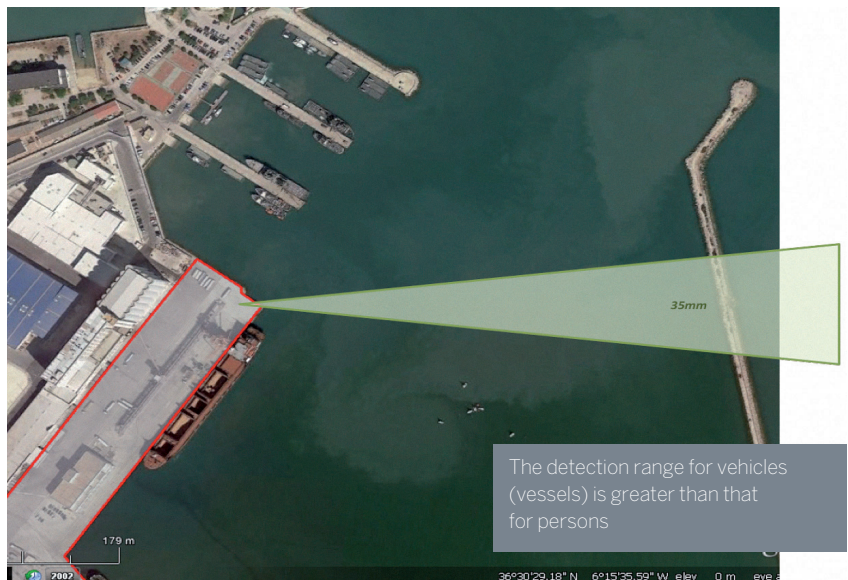 35mm
The detection range for vehicles
(vessels) is greater than that
for persons
179 m
2002
36°30'29.18" N 6°15'35.59" W elev 0 m eye a